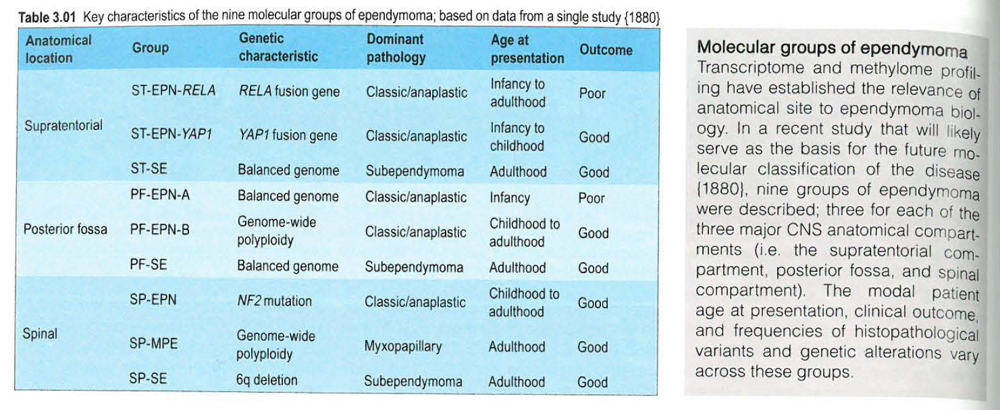 Table 3.01 Key characteristics of the nine molecular groups of ependymoma; based on data from a single study {1880}
Anatomical location Group Genetic characteristic Dominant pathology Age at presentation Outcome
Supratentorial
ST-EPN-RELA RELA fusion gene Classic/anaplastic Infancy to adulthood Poor
ST-EPN-YAP1 YAP1 fusion gene Classic/anaplastic Infancy to childhood Good
ST-SE Balanced genome Subependymoma Adulthood Good
Posterior fossa
PF-EPN-A Balanced genome Classic/anaplastic Infancy Poor
PF-EPN-B Genome-wide polyploidy Classic/anaplastic Childhood to adulthood Good
PF-SE Balanced genome Subependymoma Adulthood Good
Spinal
SP-EPN NF2 mutation Classic/anaplastic Childhood to adulthood Good
SP-MPE Genome-wide polyploidy Myxopapillary Adulthood Good
SP-SE 6q deletion Subependymoma Adulthood Good
Molecular groups of ependymoma
Transcriptome and methylome profil-
ing have established the relevance of
anatomical site to ependymoma biol-
ogy. In a recent study that will likely
serve as the basis for the future mo-
lecular classification of the disease
{1880}, nine groups of ependymoma
were described; three for each of the
three major CNS anatomical compart-
ments (i.e. the supratentorial com-
partment, posterior fossa, and spinal
compartment). The modal patient
age at presentation, clinical outcome,
and frequencies of histopathological
variants and genetic alterations vary
across these groups.